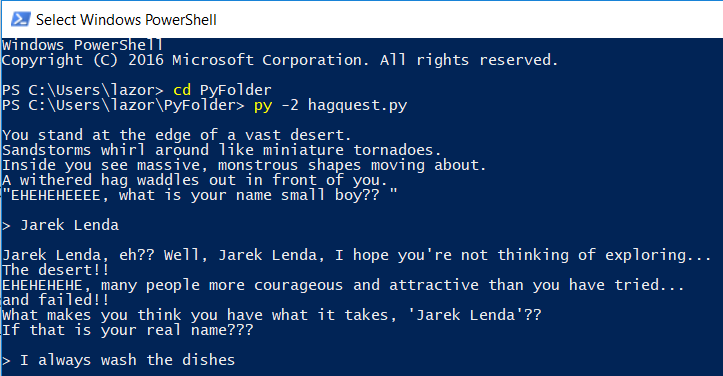 Select Windows PowerShell
Windows PowerShell
Copyright (C) 2016 Microsoft Corporation. All rights reserved.
PS C:\Users\lazor> cd PyFolder
PS C:\Users\lazor\PyFolder> py -2 hagquest.py
You stand at the edge of a vast desert.
Sandstorms whirl around like miniature tornadoes.
Inside you see massive, monstrous shapes moving about.
A withered hag waddles out in front of you.
"EHEHEHEEEE, what is your name small boy?? "
> Jarek Lenda
Jarek Lenda, eh?? Well, Jarek Lenda, I hope you're not thinking of exploring...
The desert!!
EHEHEHEHE, many people more courageous and attractive than you have tried...
and failed!!
What makes you think you have what it takes, 'Jarek Lenda'??
If that is your real name???
> I always wash the dishes